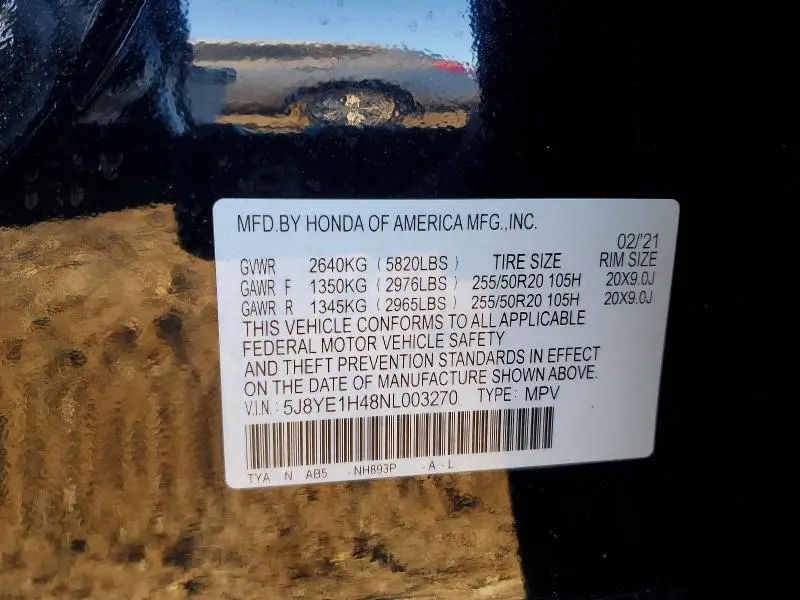 MFD.BY HONDA OF AMERICA MFG.,INC.
02/'21
GVWR 2640KG (5820LBS) TIRE SIZE RIM SIZE
GAWR F 1350KG (2976LBS) 255/50R20 105H 20X9.0J
GAWR R 1345KG (2965LBS) 255/50R20 105H 20X9.0J
THIS VEHICLE CONFORMS TO ALL APPLICABLE
FEDERAL MOTOR VEHICLE SAFETY
AND THEFT PREVENTION STANDARDS IN EFFECT
ON THE DATE OF MANUFACTURE SHOWN ABOVE.
V.I.N: 5J8YE1H48NL003270 TYPE: MPV
TYA N AB5 -NH893P -A-L